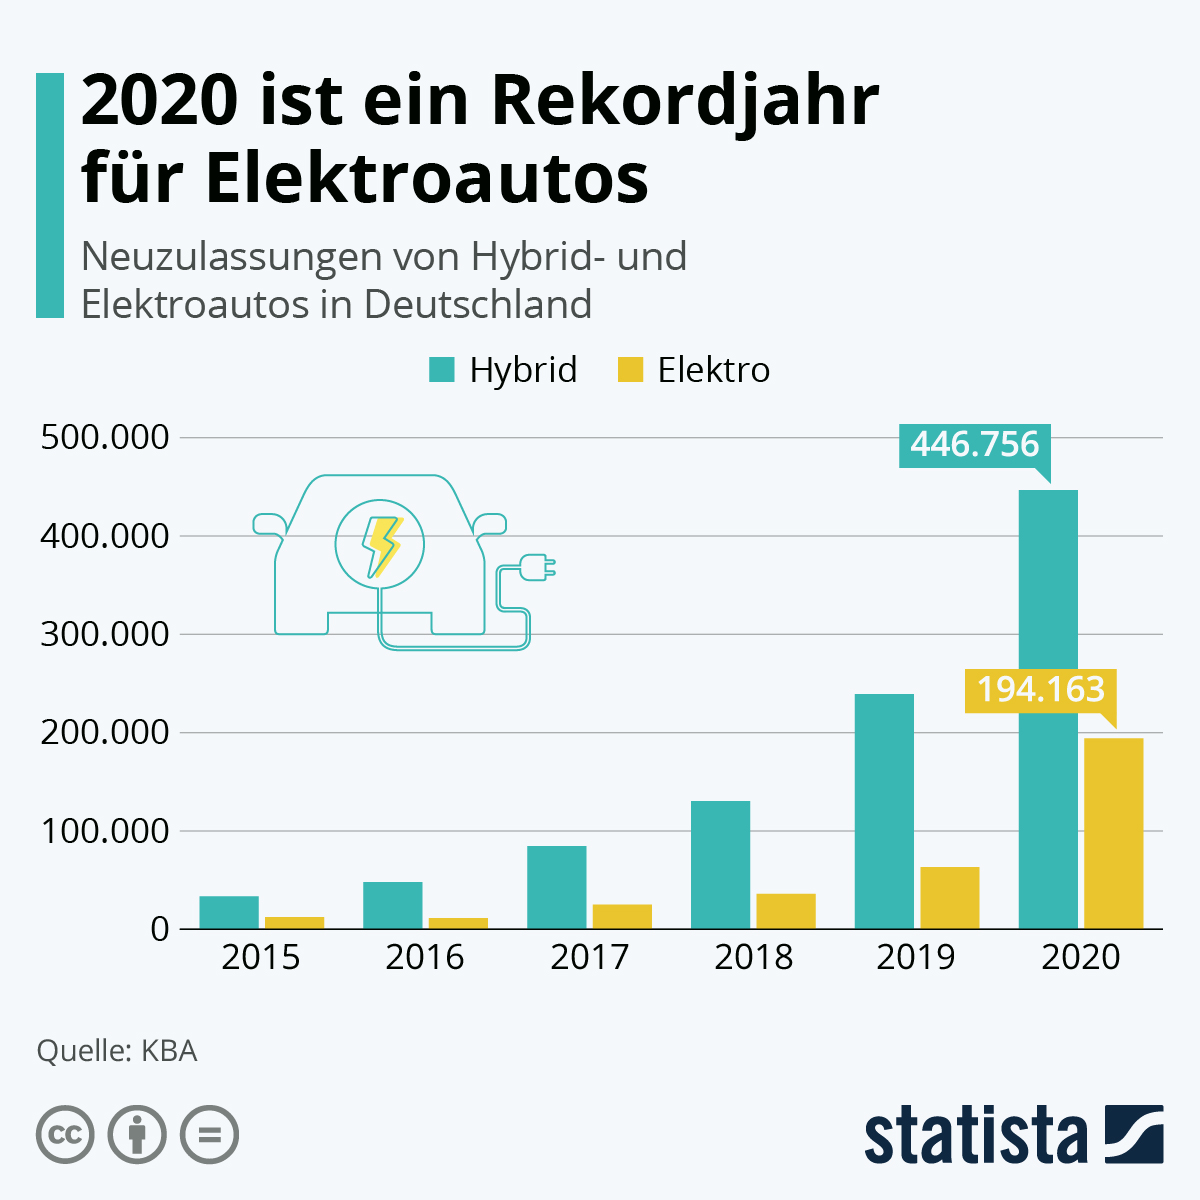 2020 ist ein Rekordjahr
für Elektroautos
Neuzulassungen von Hybrid- und
Elektroautos in Deutschland
Hybrid
Elektro
500.000
400.000
300.000
200.000
100.000
0
446.756
194.163
2015
2016
2017
2018
2019
2020
Quelle: KBA
cc
=
statista